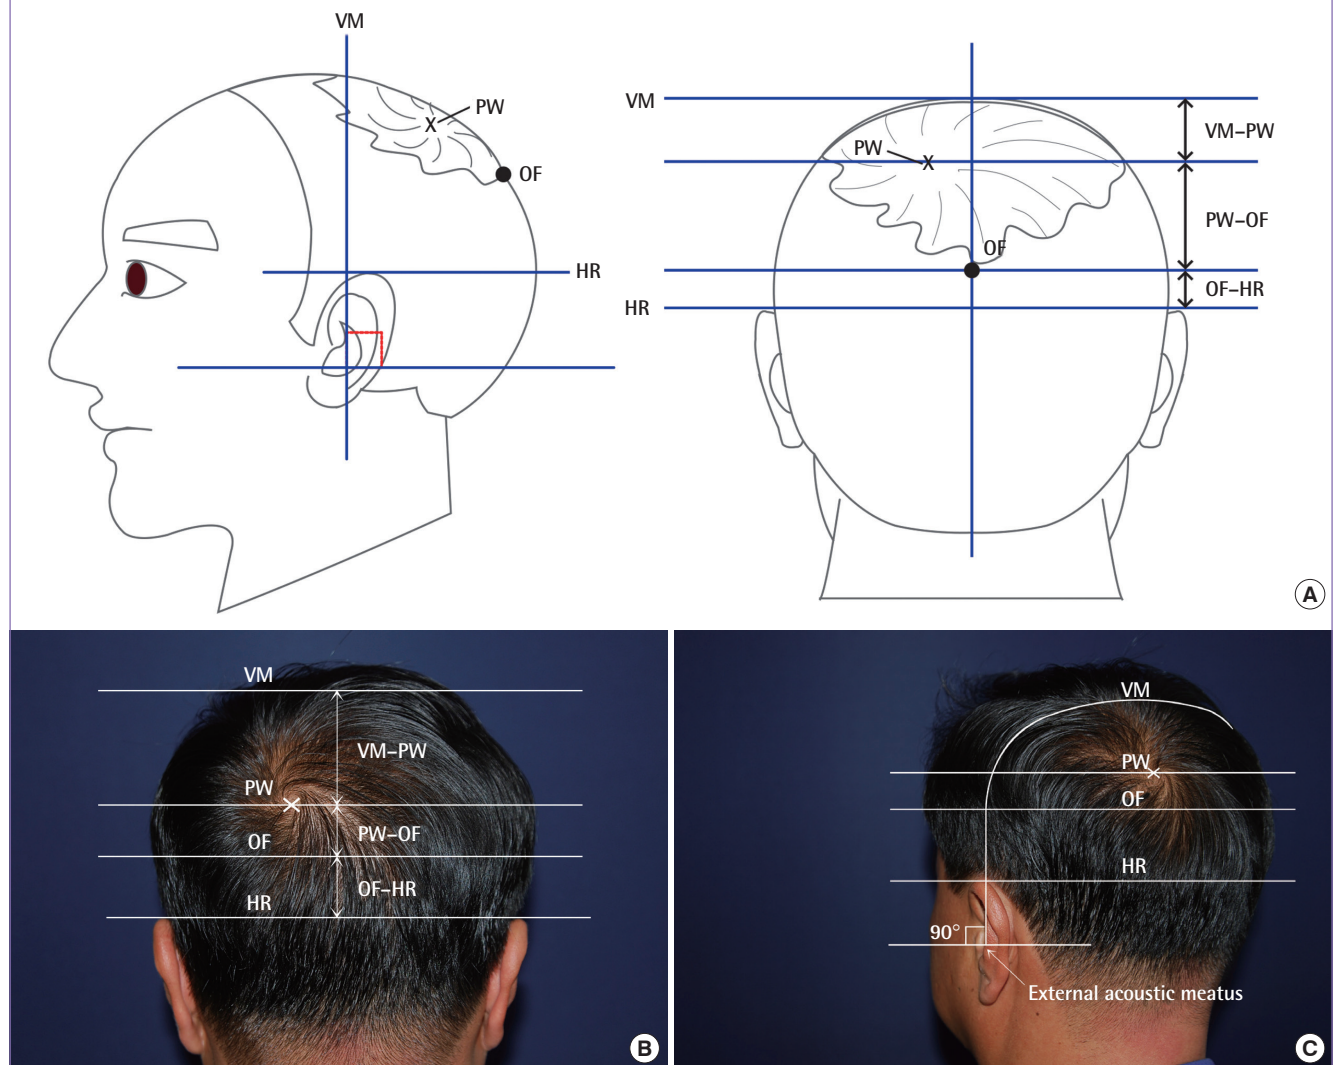 VM
PW
OF
HR
VM
PW
OF
HR
VM–PW
PW–OF
OF–HR
A
VM
VM–PW
PW
PW–OF
OF
OF–HR
HR
B
VM
PW
OF
HR
90°
External acoustic meatus
C